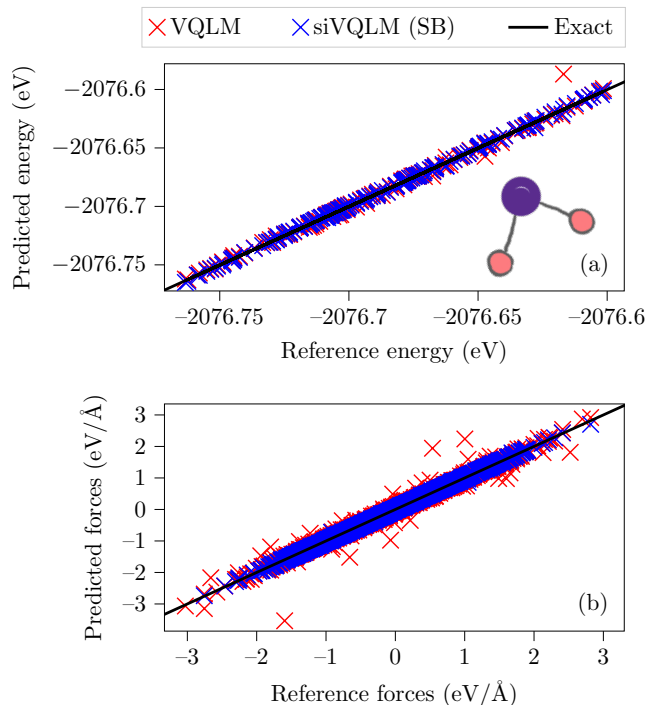 VQLM siVQLM (SB) Exact
Predicted energy (eV)
−2076.6
−2076.65
−2076.7
−2076.75
(a)
−2076.75 −2076.7 −2076.65 −2076.6
Reference energy (eV)
Predicted forces (eV/Å)
3
2
1
0
−1
−2
−3
(b)
−3 −2 −1 0 1 2 3
Reference forces (eV/Å)